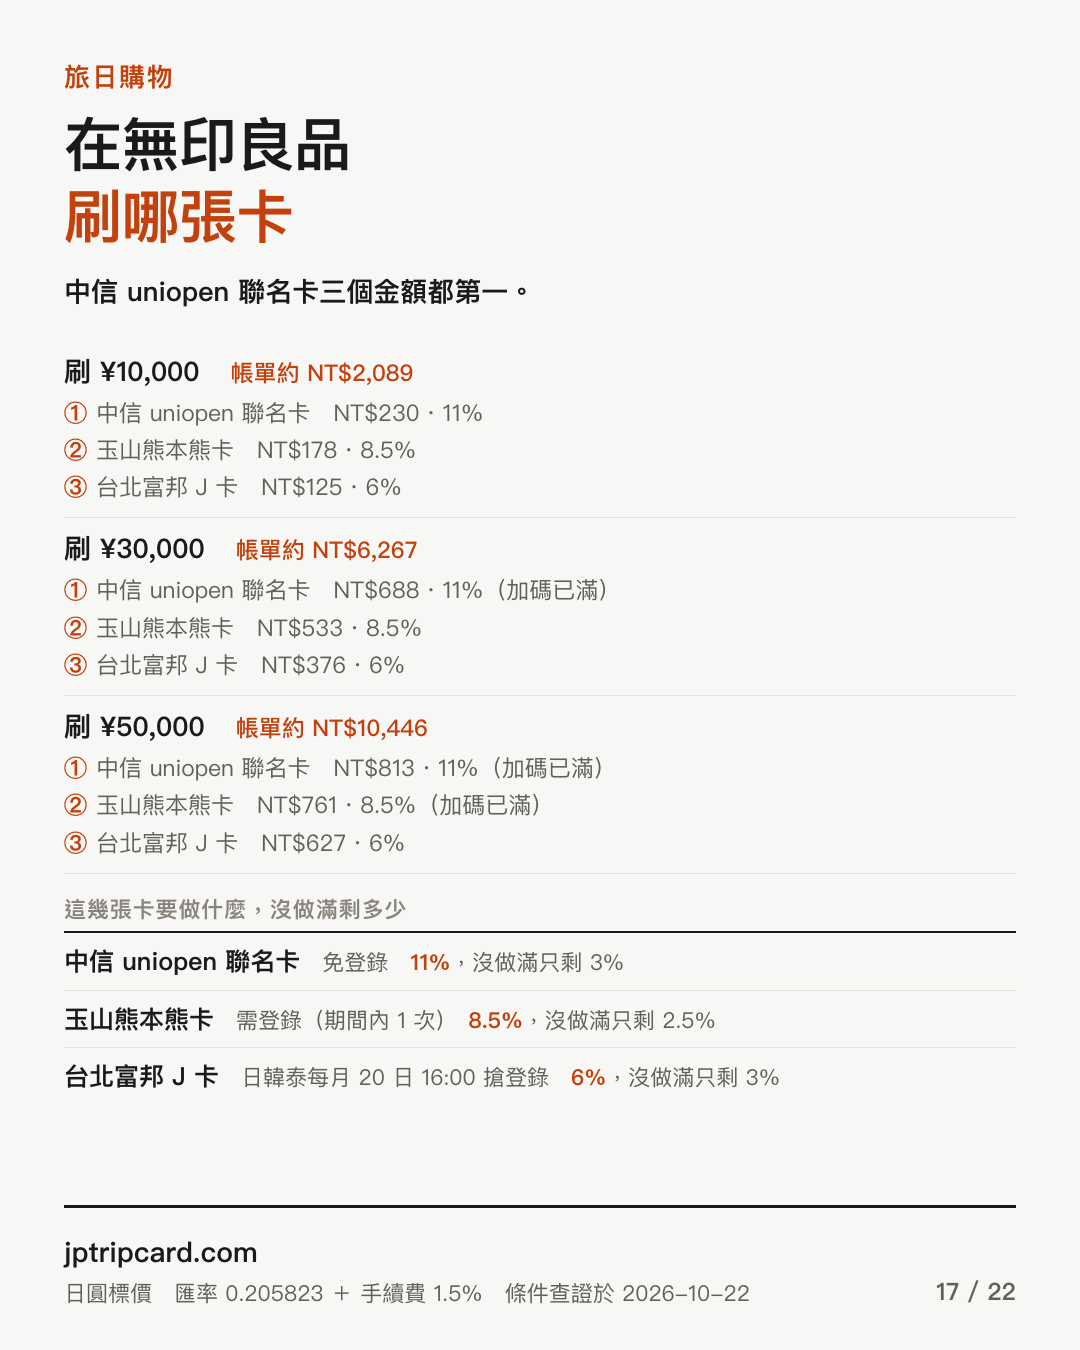 旅日購物
在無印良品
刷哪張卡
中信 uniopen 聯名卡三個金額都第一。
刷 ¥10,000 帳單約 NT$2,089
① 中信 uniopen 聯名卡 NT$230 · 11%
② 玉山熊本熊卡 NT$178 · 8.5%
③ 台北富邦 J 卡 NT$125 · 6%
刷 ¥30,000 帳單約 NT$6,267
① 中信 uniopen 聯名卡 NT$688 · 11%（加碼已滿）
② 玉山熊本熊卡 NT$533 · 8.5%
③ 台北富邦 J 卡 NT$376 · 6%
刷 ¥50,000 帳單約 NT$10,446
① 中信 uniopen 聯名卡 NT$813 · 11%（加碼已滿）
② 玉山熊本熊卡 NT$761 · 8.5%（加碼已滿）
③ 台北富邦 J 卡 NT$627 · 6%
這幾張卡要做什麼，沒做滿剩多少
中信 uniopen 聯名卡 免登錄 11%，沒做滿只剩 3%
玉山熊本熊卡 需登錄（期間內 1 次） 8.5%，沒做滿只剩 2.5%
台北富邦 J 卡 日韓泰每月 20 日 16:00 搶登錄 6%，沒做滿只剩 3%
jptripcard.com
日圓標價 匯率 0.205823 ＋ 手續費 1.5% 條件查證於 2026–10–22
17 / 22